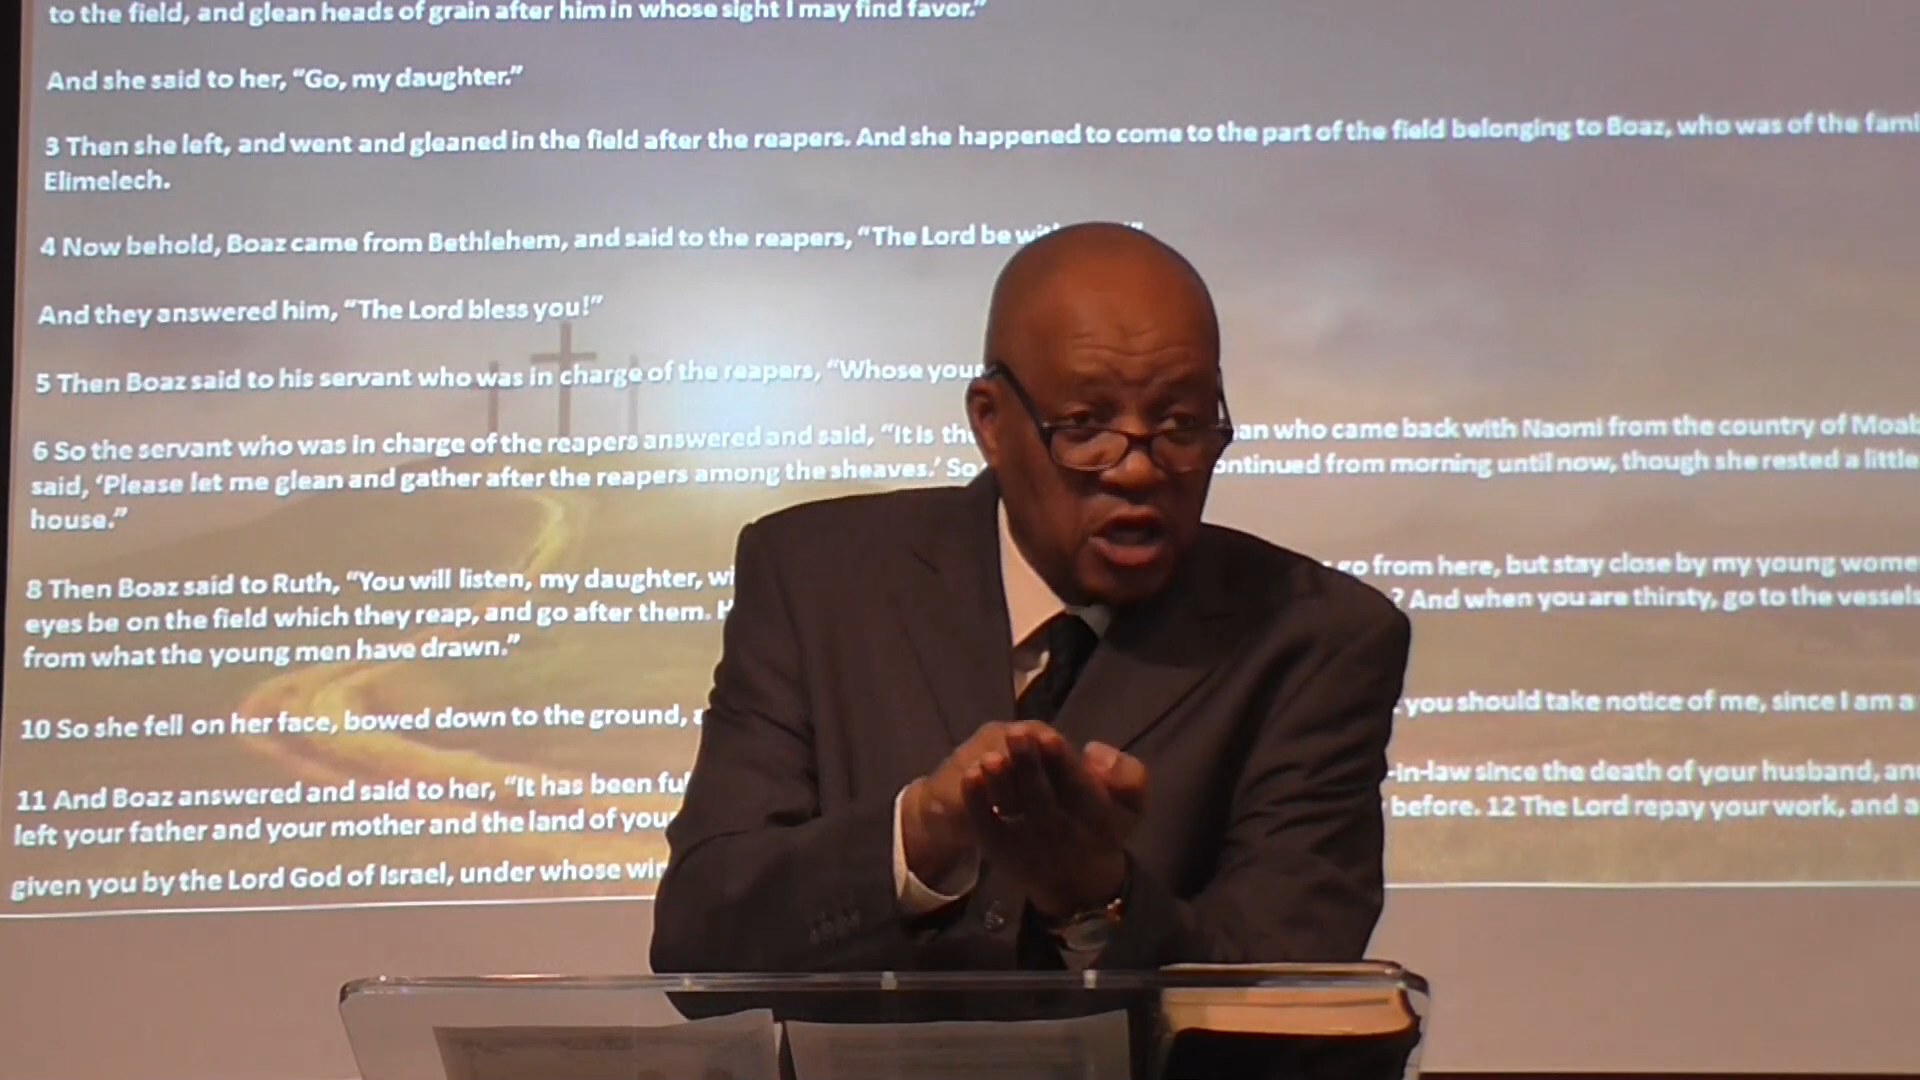 to the field, and glean heads of grain after him in whose sight I may find favor."
And she said to her, "Go, my daughter."
3 Then she left, and went and gleaned in the field after the reapers. And she happened to come to the part of the field belonging to Boaz, who was of the fami
Elimelech.
4 Now behold, Boaz came from Bethlehem, and said to the reapers, "The Lord be
And they answered him, "The Lord bless you!"
5 Then Boaz said to his servant who was in charge of the reapers, "Whose
6 So the servant who was in charge of the reapers answered and said, "It is an who came back with Naomi from the country of Moab
said, 'Please let me glean and gather after the reapers among the sheaves.' So ontinued from morning until now, though she rested a little
house."
8 Then Boaz said to Ruth, "You will listen, my daughter, go from here, but stay close by my young wome
eyes be on the field which they reap, and go after them. ? And when you are thirsty, go to the vessels
from what the young men have drawn."
10 So she fell on her face, bowed down to the ground, you should take notice of me, since I am a
11 And Boaz answered and said to her, "It has been ful -in-law since the death of your husband, and
left your father and your mother and the land of you before. 12 The Lord repay your work, and a
given you by the Lord God of Israel, under whose